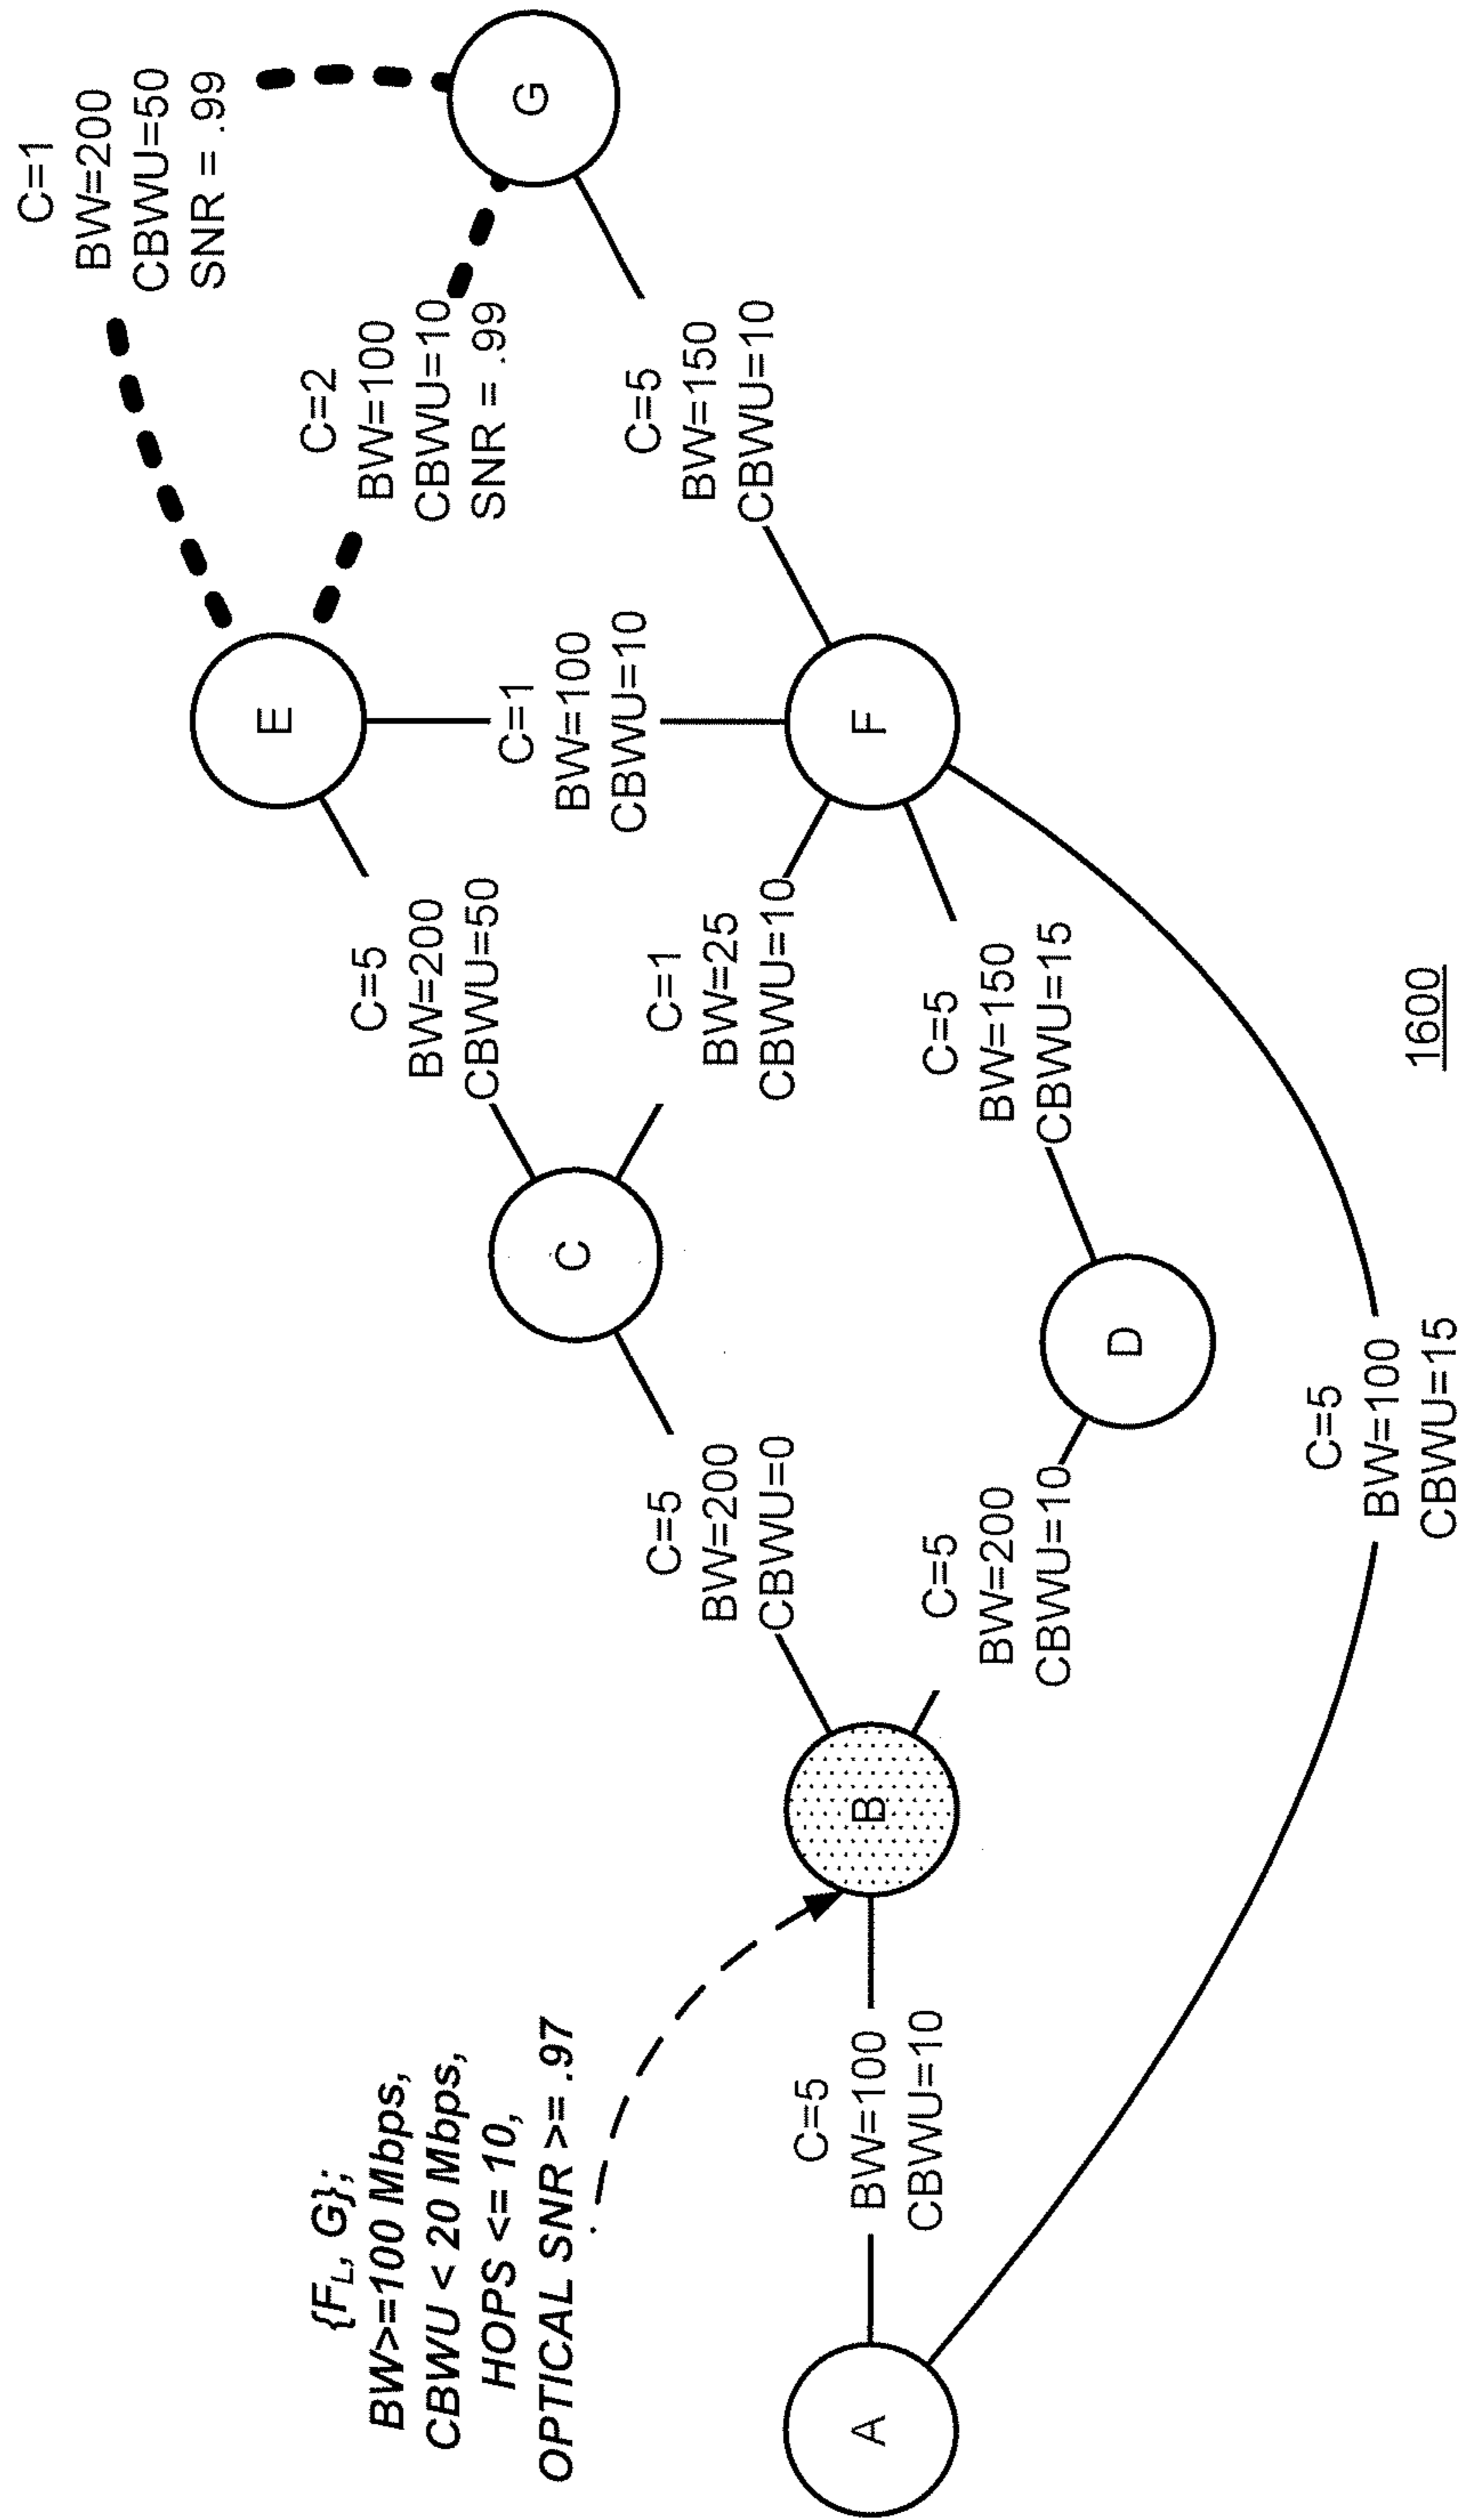 {F_L, G};
BW>=100 Mbps,
CBWU < 20 Mbps,
HOPS <= 10,
OPTICAL SNR >= .97
A
C=5
BW=100
CBWU=10
B
C=5
BW=200
CBWU=0
C=5
BW=200
CBWU=10
C
D
C=5
BW=200
CBWU=50
C=1
BW=25
CBWU=10
C=5
BW=150
CBWU=15
C=5
BW=100
CBWU=15
E
C=1
BW=100
CBWU=10
F
C=1
BW=200
CBWU=50
SNR = .99
C=2
BW=100
CBWU=10
SNR = .99
C=5
BW=150
CBWU=10
G
1600